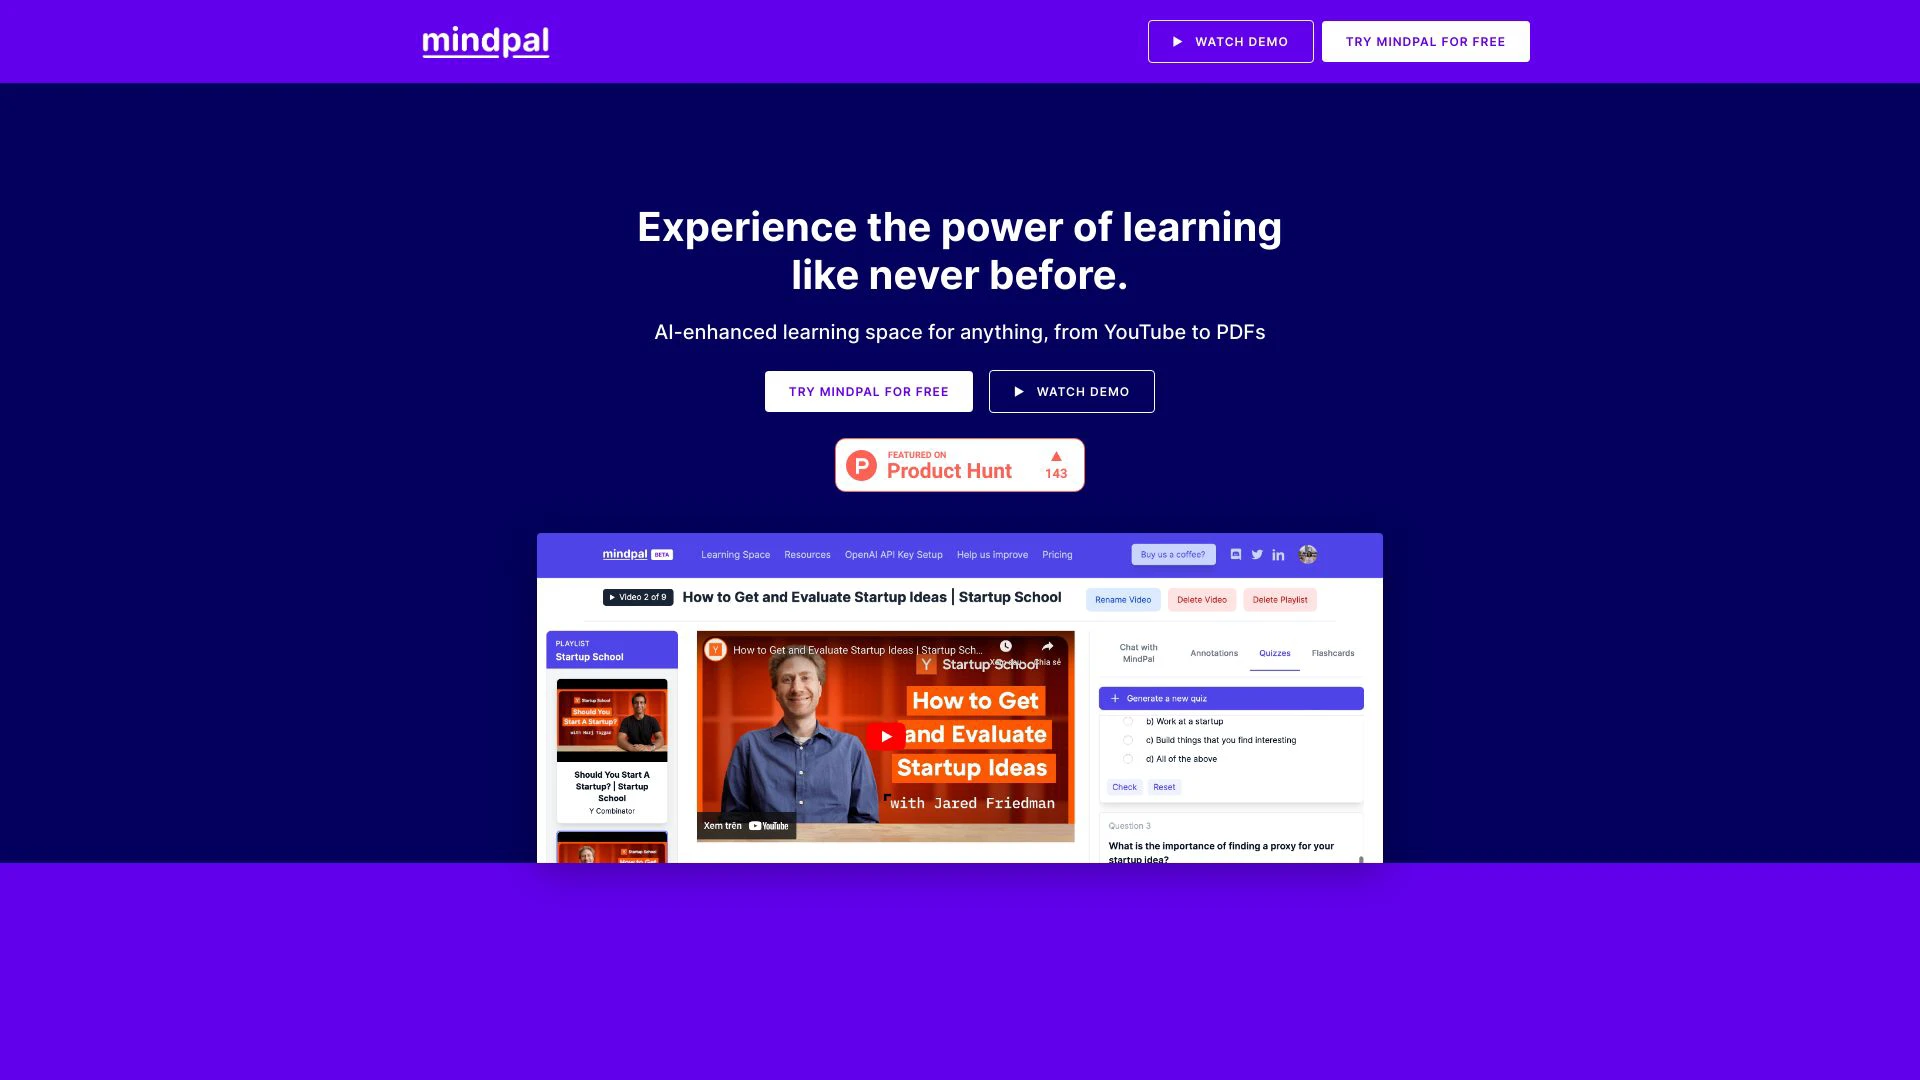 mindpal
WATCH DEMO
TRY MINDPAL FOR FREE
Experience the power of learning
like never before.
AI-enhanced learning space for anything, from YouTube to PDFs
TRY MINDPAL FOR FREE
WATCH DEMO
FEATURED ON
Product Hunt
143
mindpal BETA
Learning Space
Resources
OpenAI API Key Setup
Help us improve
Pricing
Buy us a coffee?
Video 2 of 9
How to Get and Evaluate Startup Ideas | Startup School
Rename Video
Delete Video
Delete Playlist
PLAYLIST
Startup School
Startup School
Should You
Start A Startup?
with Harj Taggar
Should You Start A
Startup? | Startup
School
Y Combinator
Startup School
How to Get
How to Get and Evaluate Startup Ideas | Startup Sch...
Chia sẻ
Y Startup School
How to Get
and Evaluate
Startup Ideas
with Jared Friedman
Xem trên YouTube
Chat with
MindPal
Annotations
Quizzes
Flashcards
Generate a new quiz
b) Work at a startup
c) Build things that you find interesting
d) All of the above
Check
Reset
Question 3
What is the importance of finding a proxy for your
startup idea?